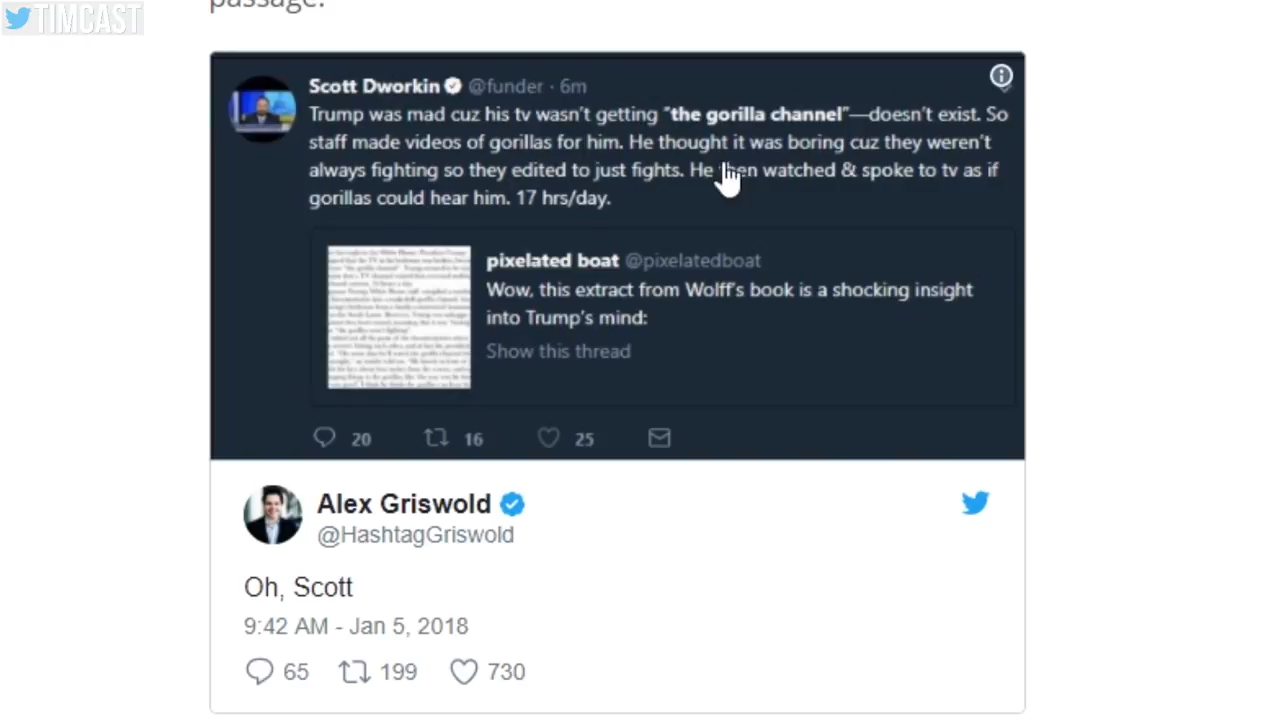 TIMCAST
passage.
Scott Dworkin @funder · 6m
Trump was mad cuz his tv wasn't getting "the gorilla channel"—doesn't exist. So
staff made videos of gorillas for him. He thought it was boring cuz they weren't
always fighting so they edited to just fights. He then watched & spoke to tv as if
gorillas could hear him. 17 hrs/day.
pixelated boat @pixelatedboat
Wow, this extract from Wolff's book is a shocking insight
into Trump's mind:
Show this thread
20 16 25
Alex Griswold
@HashtagGriswold
Oh, Scott
9:42 AM - Jan 5, 2018
65 199 730